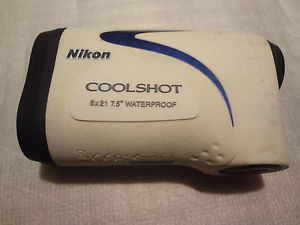 Nikon
COOLSHOT
6x21 7.5° WATERPROOF